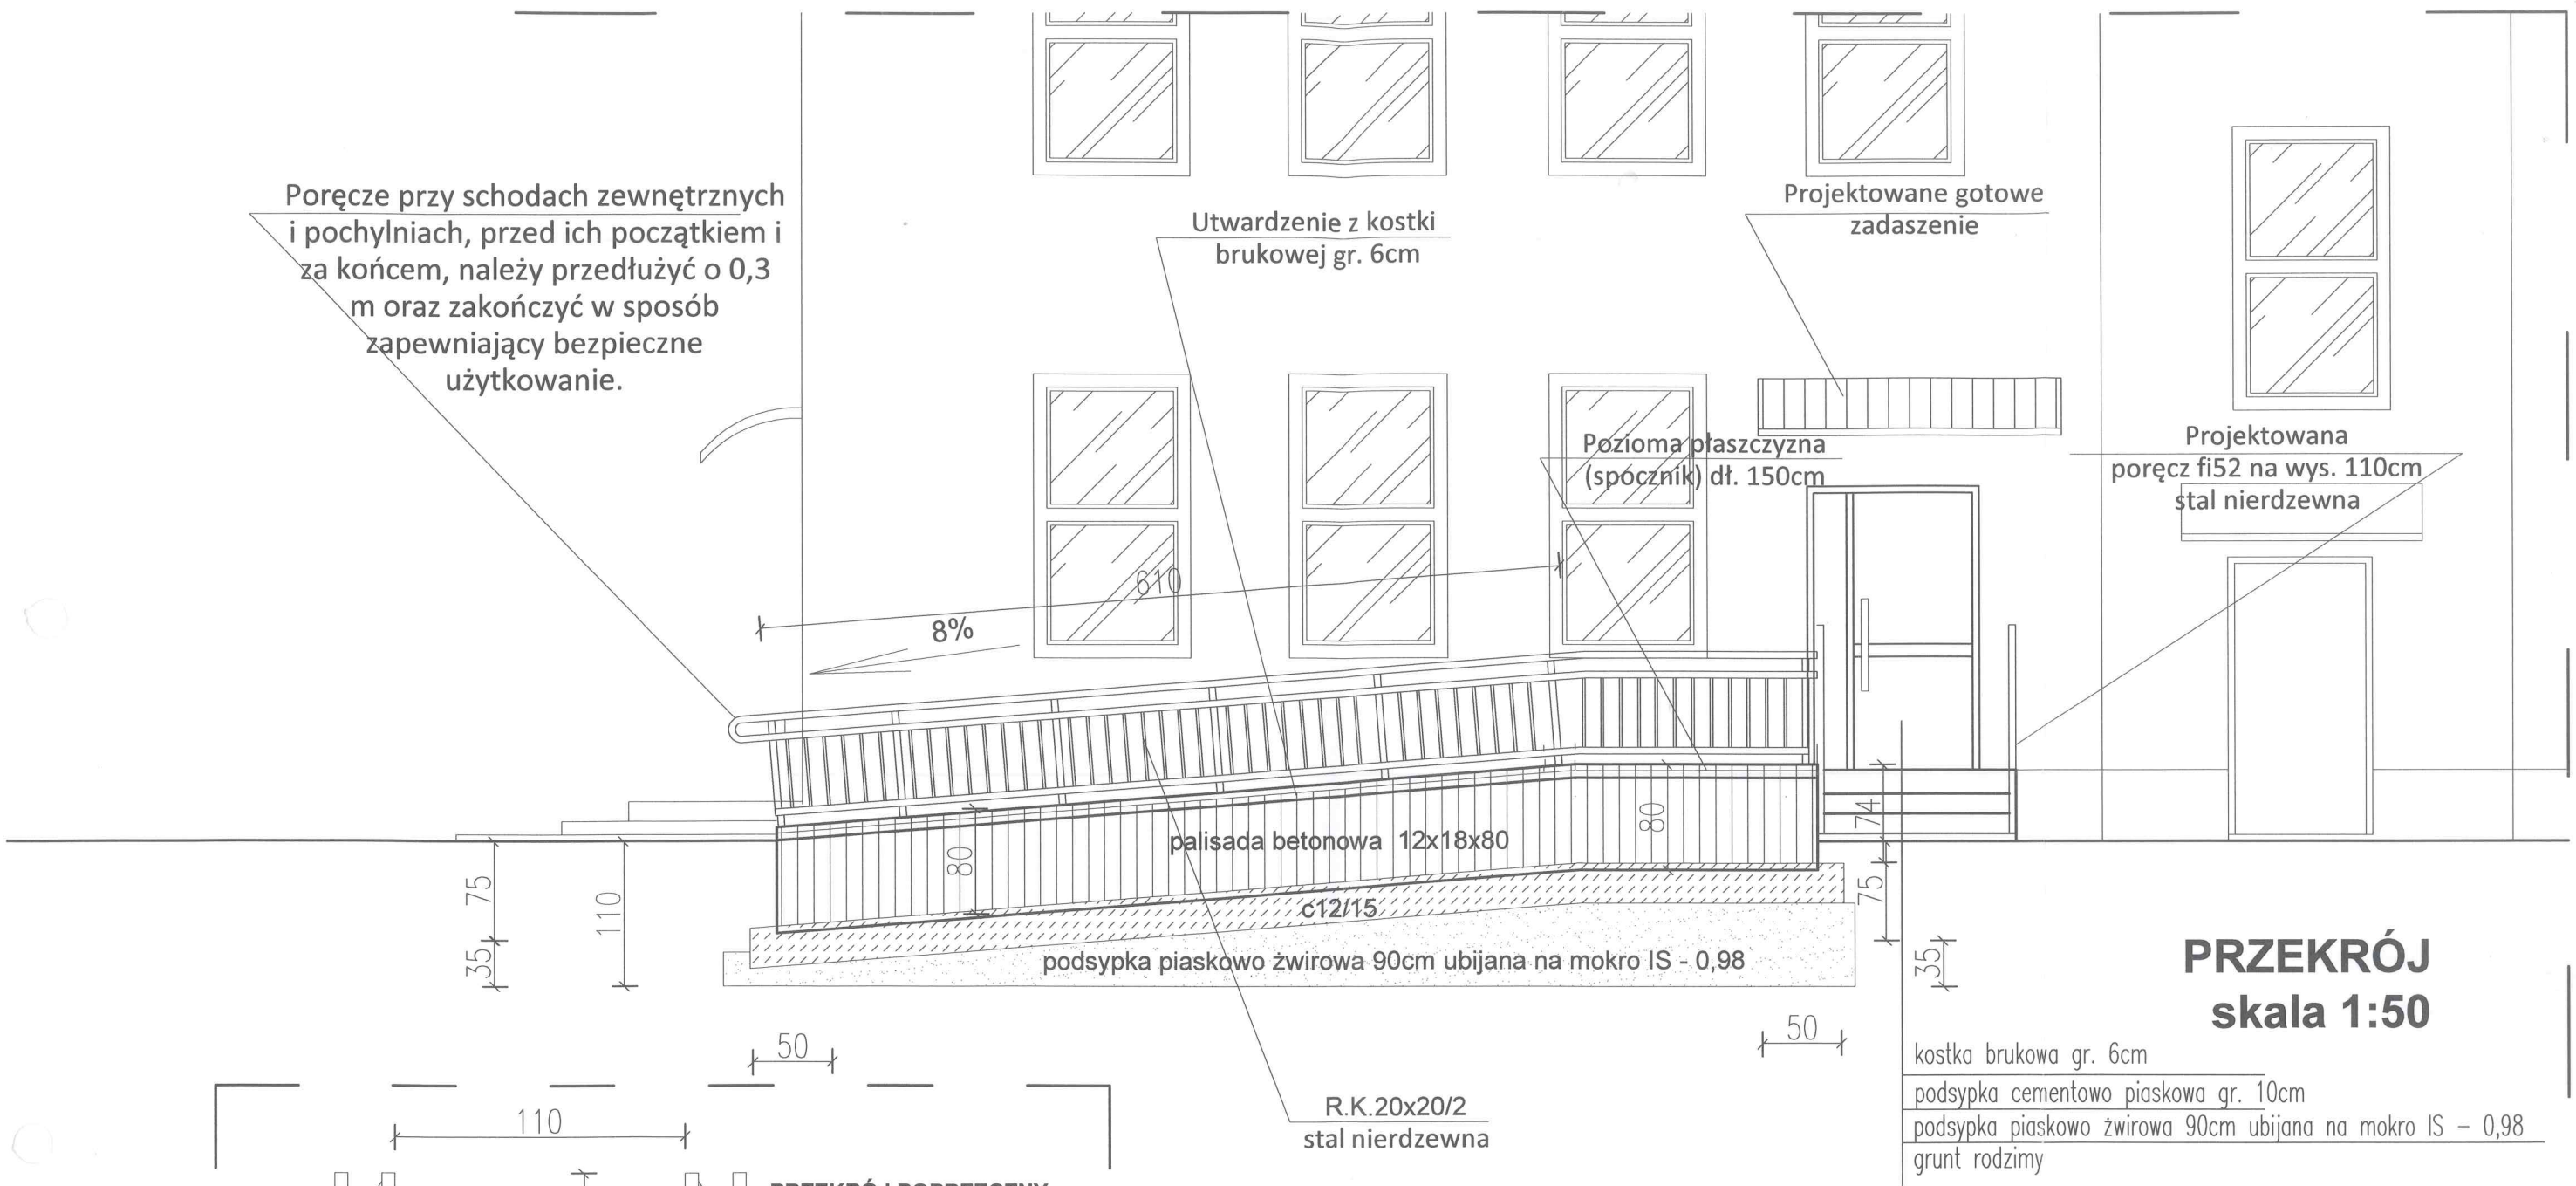 Poręcze przy schodach zewnętrznych
i pochylniach, przed ich początkiem i
za końcem, należy przedłużyć o 0,3
m oraz zakończyć w sposób
zapewniający bezpieczne
użytkowanie.
Utwardzenie z kostki
brukowej gr. 6cm
Projektowane gotowe
zadaszenie
Pozioma płaszczyzna
(spocznik) dł. 150cm
Projektowana
poręcz fi52 na wys. 110cm
stal nierdzewna
610
8%
80
palisada betonowa 12x18x80
80
74
75
110
35
c12/15
75
podsypka piaskowo żwirowa 90cm ubijana na mokro IS - 0,98
35
PRZEKRÓJ
skala 1:50
50
50
kostka brukowa gr. 6cm
podsypka cementowo piaskowa gr. 10cm
podsypka piaskowo żwirowa 90cm ubijana na mokro IS - 0,98
grunt rodzimy
R.K.20x20/2
stal nierdzewna
110
PRZEKRÓJ POPRZECZNY